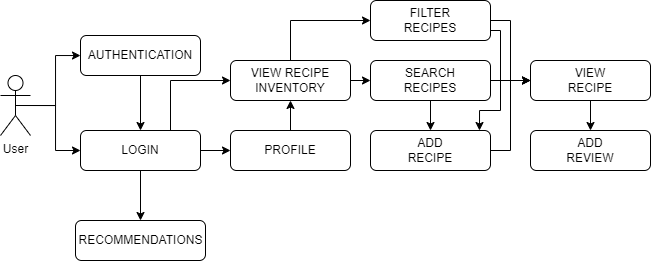 FILTER
RECIPES
AUTHENTICATION
VIEW RECIPE
INVENTORY
SEARCH
RECIPES
VIEW
RECIPE
User
LOGIN
PROFILE
ADD
RECIPE
ADD
REVIEW
RECOMMENDATIONS